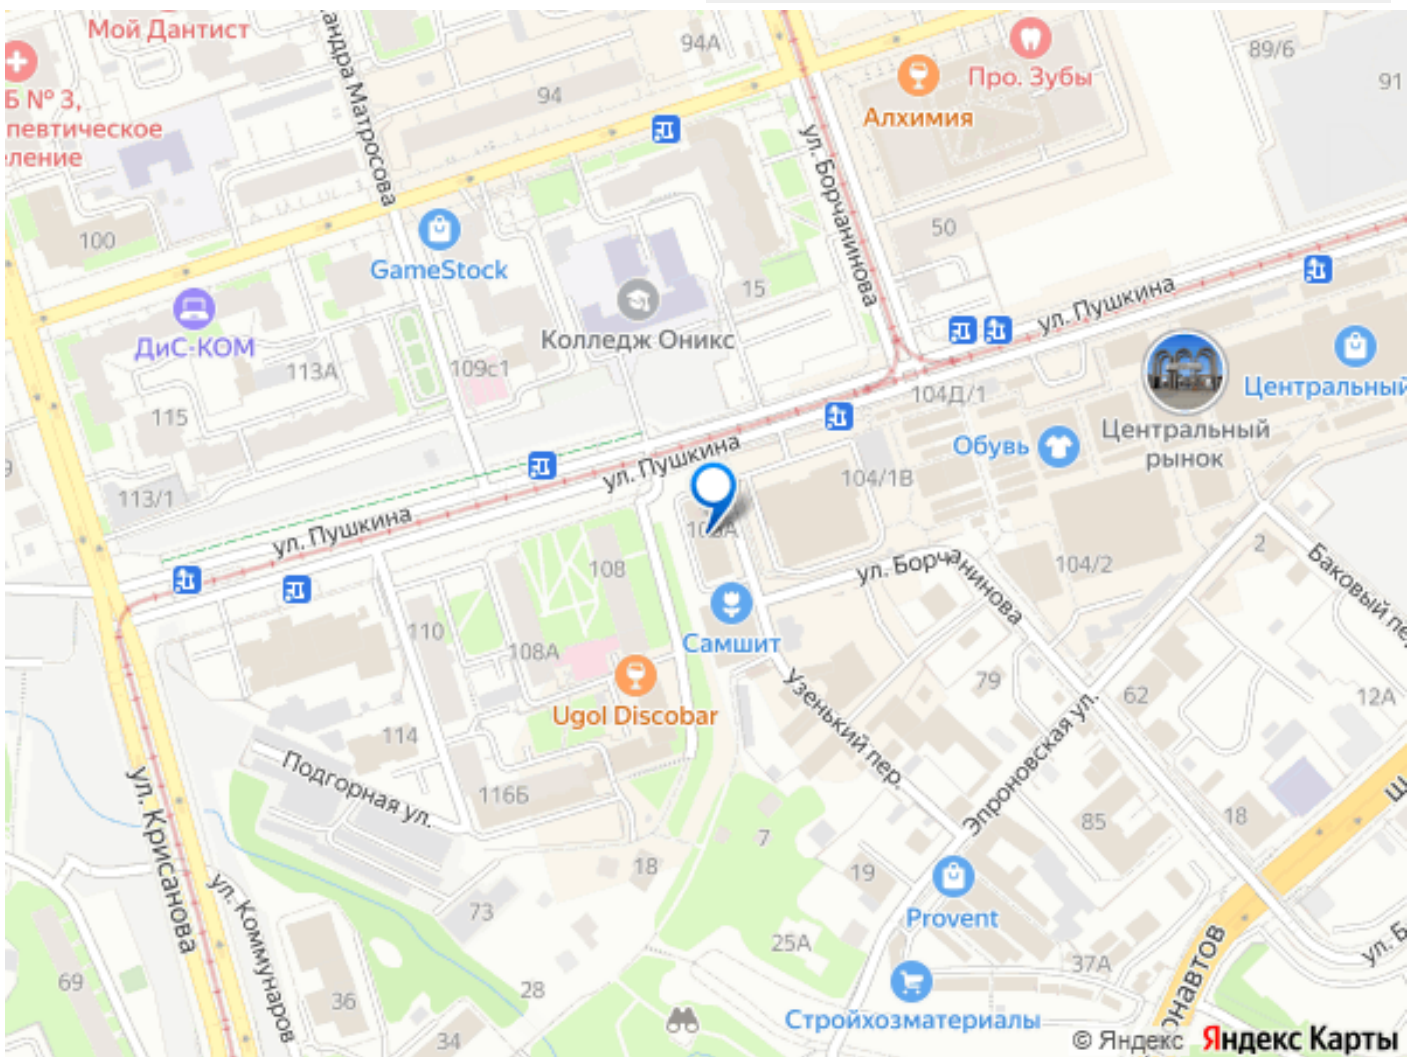 Мой Дантист
94А
89/6
Про. Зубы
91
Б № 3,
певтическое
ление
94
Алхимия
андра Матросова
ул. Борчанинова
100
50
GameStock
15
ул. Пушкина
ДиС-КОМ
Колледж Оникс
113А
109с1
104Д/1
Центральный
115
Центральный
рынок
Обувь
ул. Пушкина
104/1В
9
113/1
ул. Пушкина
2
108
ул. Борчанинова
104/2
Баковый пер
110
108А
Самшит
Узенький пер.
79
62
12А
Ugol Discobar
114
Эпроновская ул.
Подгорная ул.
116Б
ул. Крисанова
7
85
18
Ш
18
19
ул. Коммунаров
73
Provent
25А
онавтов
ул. Б
37А
69
28
36
Стройхозматериалы
34
© Яндекс Яндекс Карты